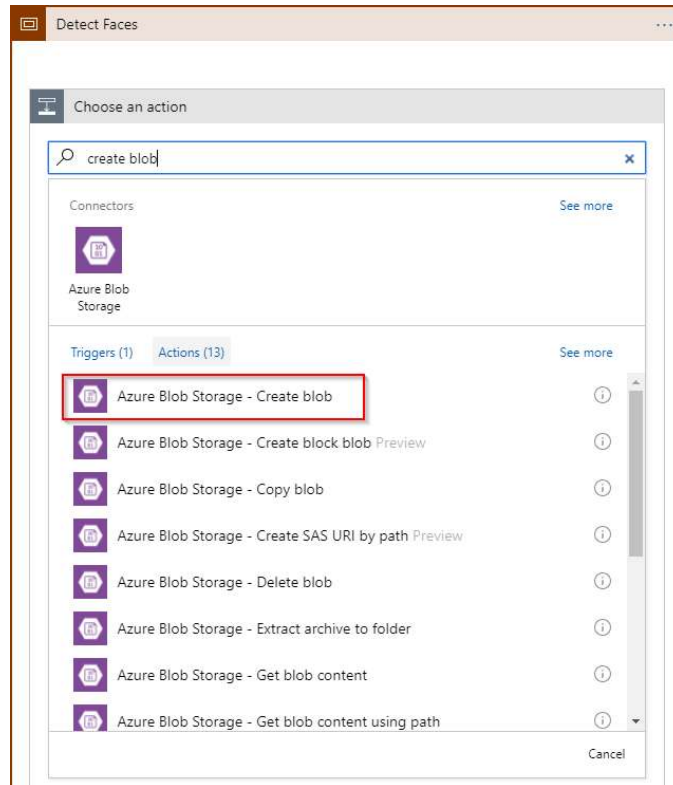 Detect Faces
...
Choose an action
create blob
Connectors
See more
Azure Blob
Storage
Triggers (1) Actions (13) See more
Azure Blob Storage - Create blob
Azure Blob Storage - Create block blob Preview
Azure Blob Storage - Copy blob
Azure Blob Storage - Create SAS URI by path Preview
Azure Blob Storage - Delete blob
Azure Blob Storage - Extract archive to folder
Azure Blob Storage - Get blob content
Azure Blob Storage - Get blob content using path
Cancel